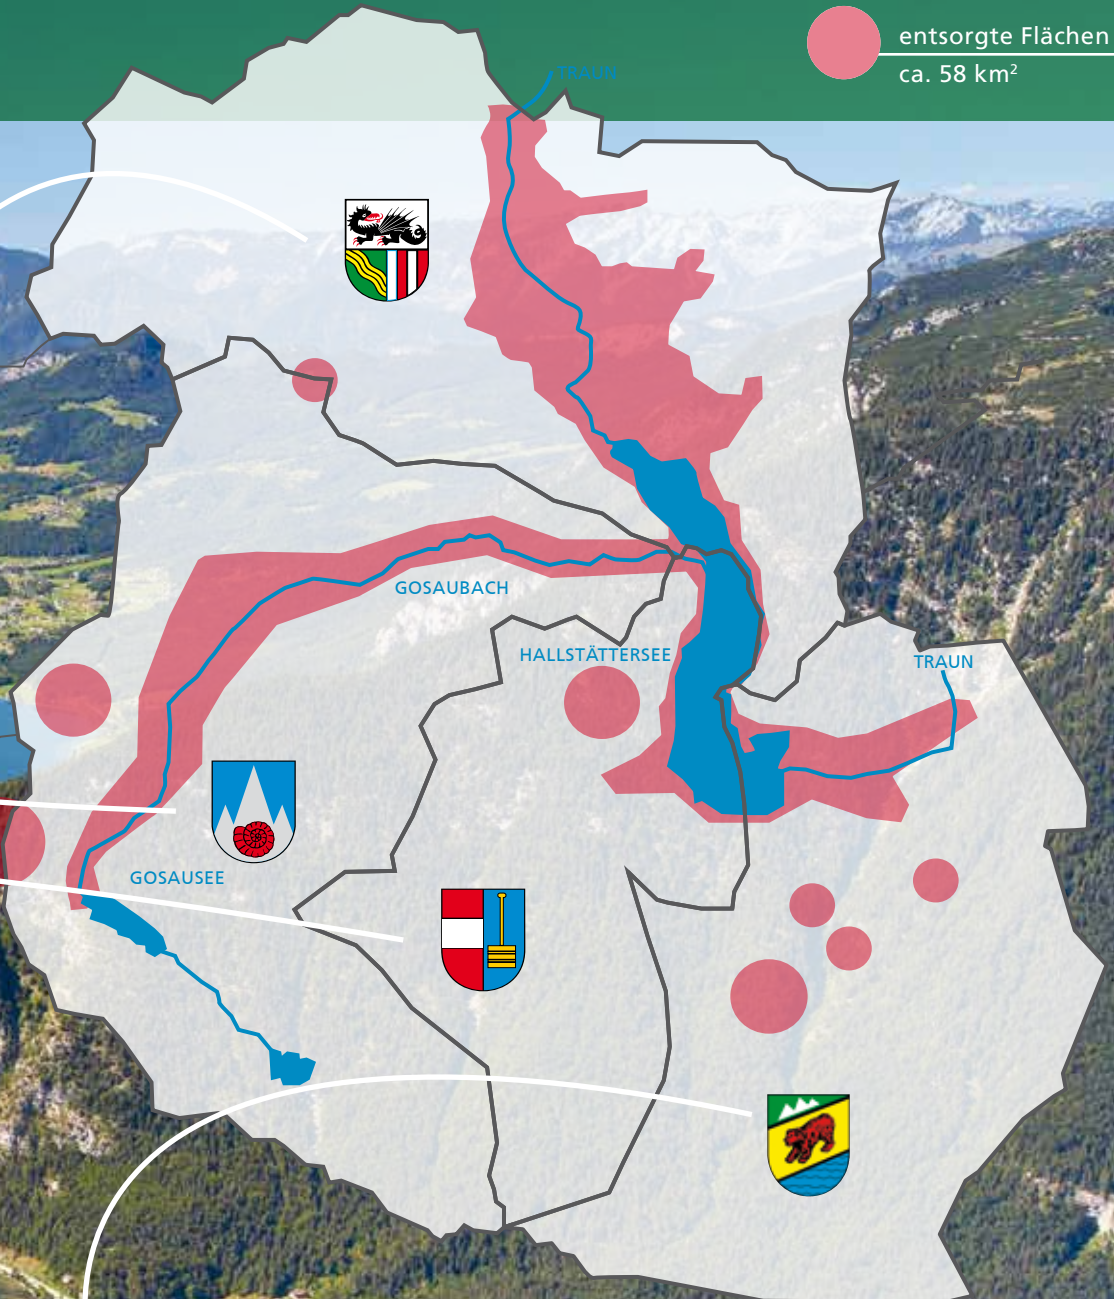 entsorgte Flächen
ca. 58 km²
TRAUN
GOSAUBACH
HALLSTÄTTERSEE
TRAUN
GOSAUSEE